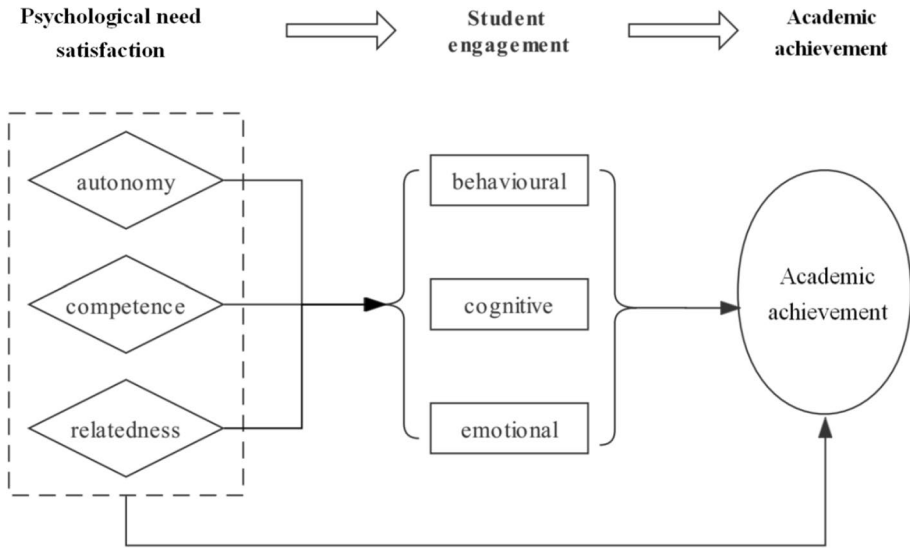 Psychological need
satisfaction
Student
engagement
Academic
achievement
autonomy
competence
relatedness
behavioural
cognitive
emotional
Academic
achievement